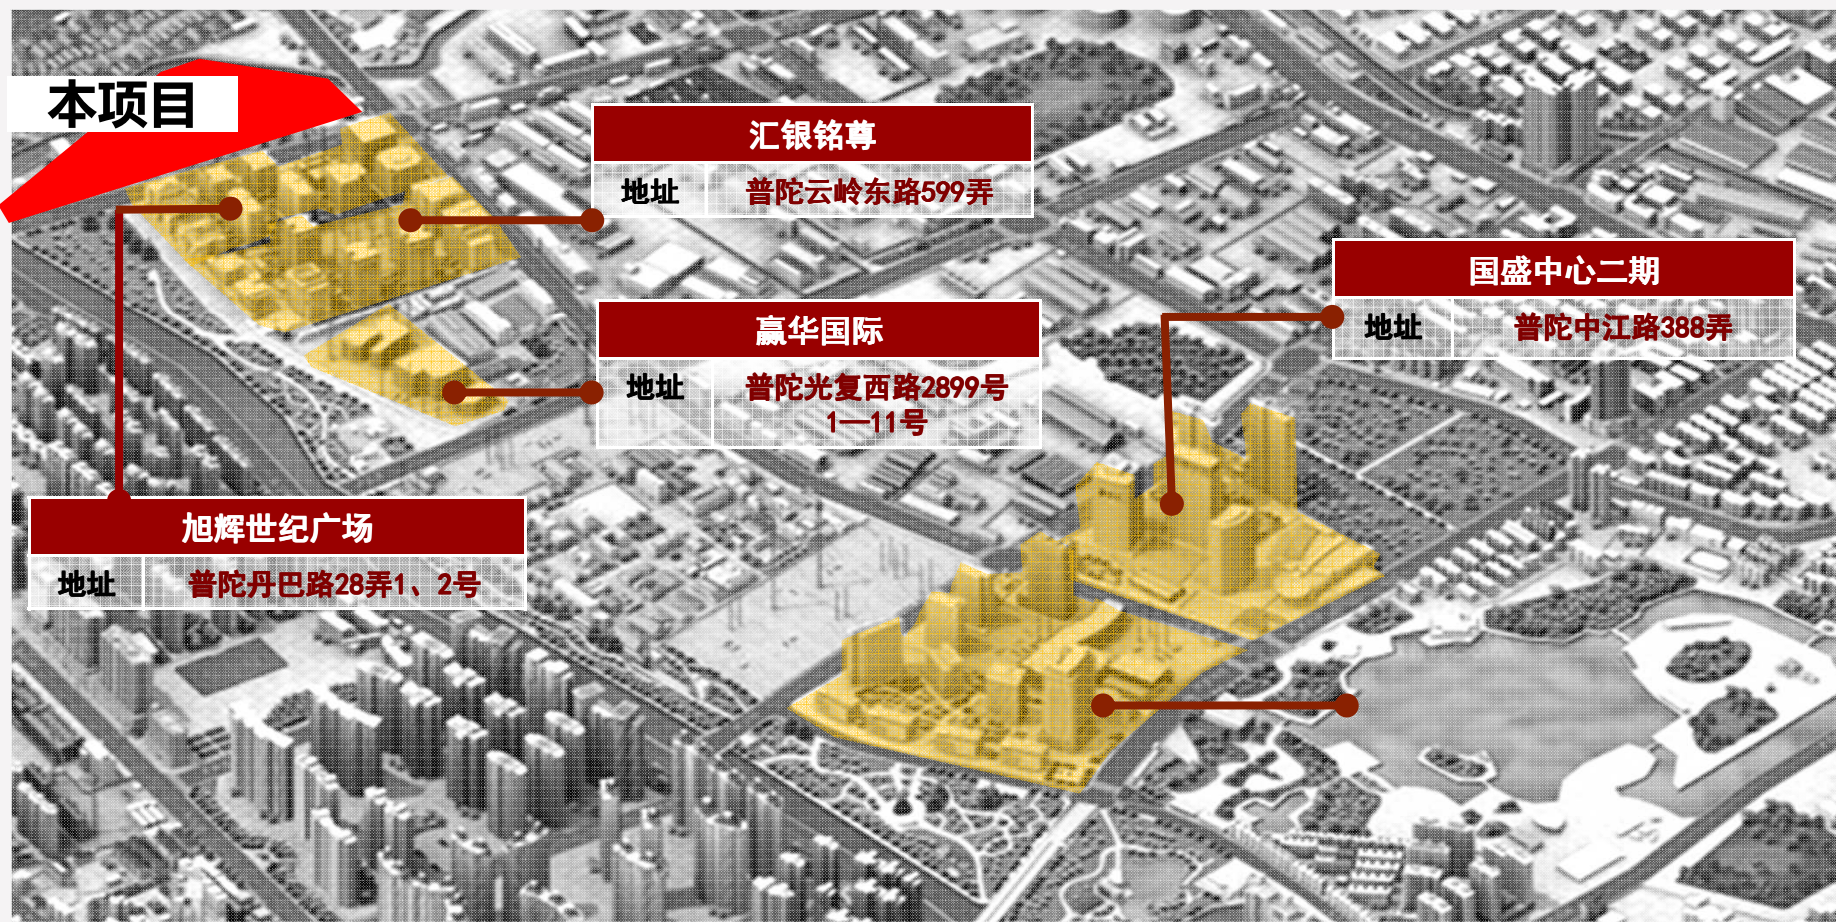 本项目
汇银铭尊
地址 普陀云岭东路599弄
国盛中心二期
地址 普陀中江路388弄
赢华国际
地址 普陀光复西路2899号
1—11号
旭辉世纪广场
地址 普陀丹巴路28弄1、2号